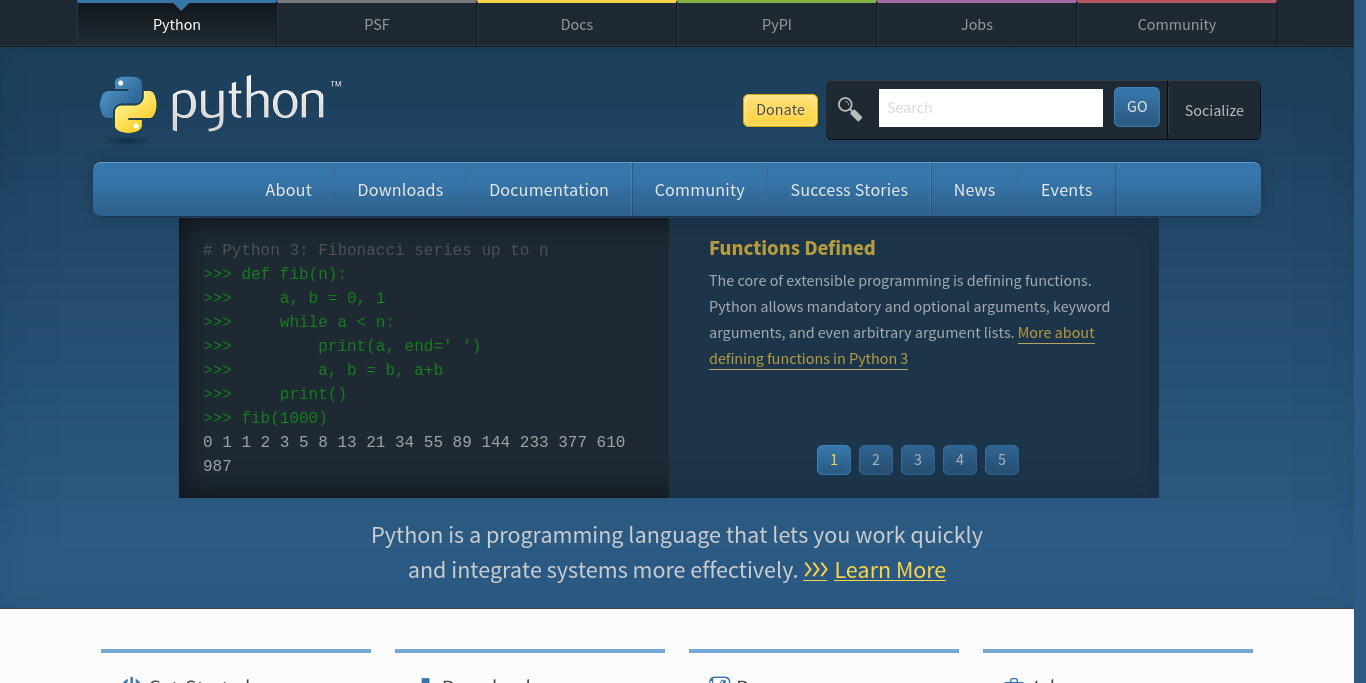 Python
PSF
Docs
PyPI
Jobs
Community
python™
Donate
Search
GO
Socialize
About
Downloads
Documentation
Community
Success Stories
News
Events
# Python 3: Fibonacci series up to n
>>> def fib(n):
>>>     a, b = 0, 1
>>>     while a < n:
>>>         print(a, end=' ')
>>>         a, b = b, a+b
>>>     print()
>>> fib(1000)
0 1 1 2 3 5 8 13 21 34 55 89 144 233 377 610
987
Functions Defined
The core of extensible programming is defining functions.
Python allows mandatory and optional arguments, keyword
arguments, and even arbitrary argument lists. More about
defining functions in Python 3
1
2
3
4
5
Python is a programming language that lets you work quickly
and integrate systems more effectively. >>> Learn More